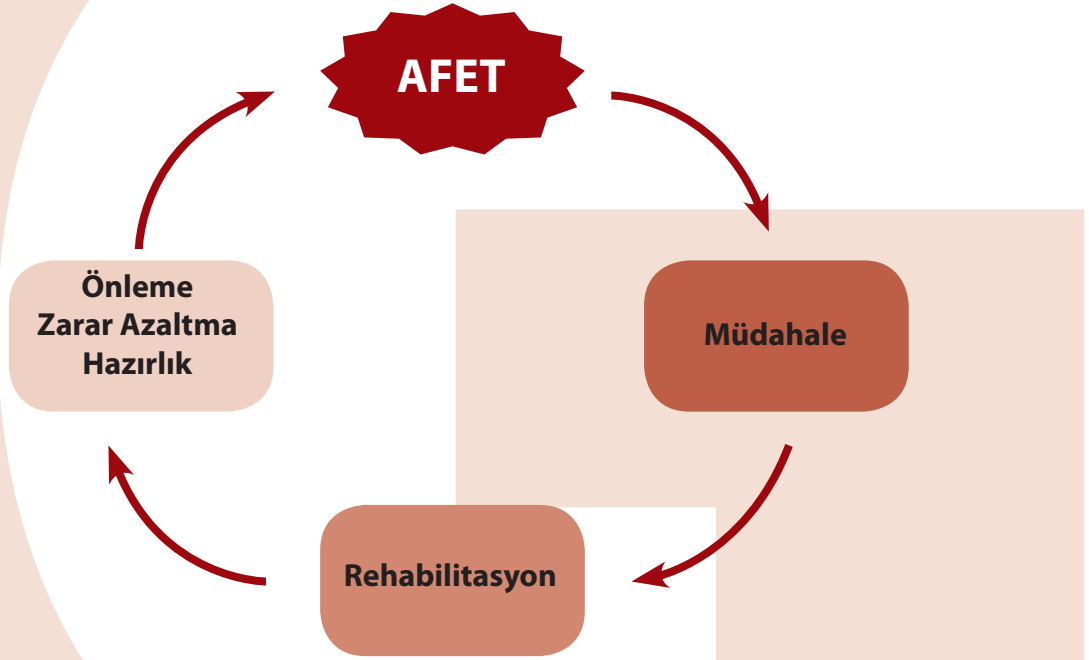 AFET
Önleme
Zarar Azaltma
Hazırlık
Müdahale
Rehabilitasyon